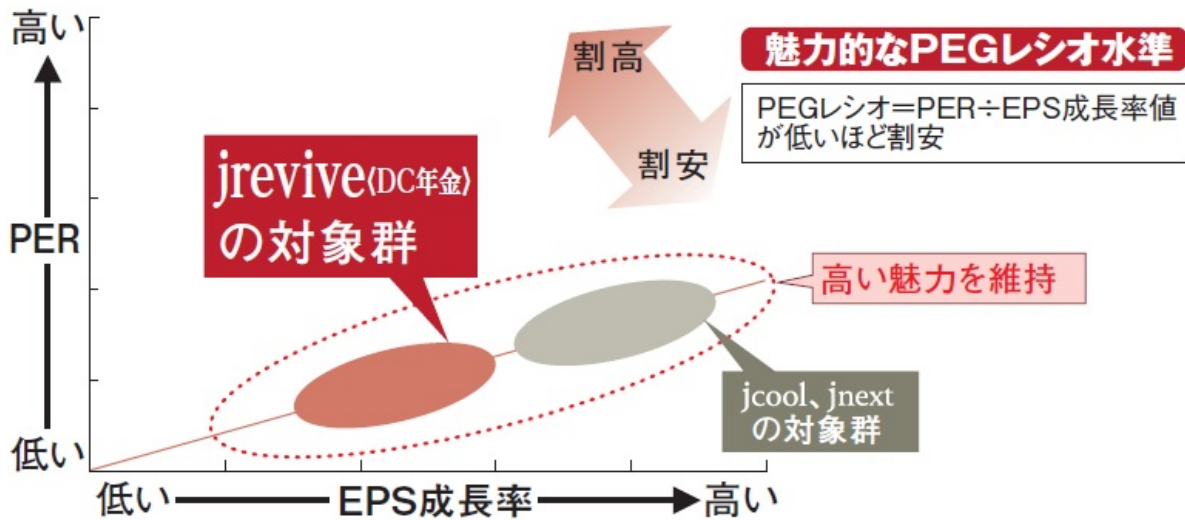 高い
PER
低い
低い
EPS成長率
高い
jrevive〈DC年金〉
の対象群
割高
割安
魅力的なPEGレシオ水準
PEGレシオ＝PER÷EPS成長率値
が低いほど割安
高い魅力を維持
jcool、jnext
の対象群